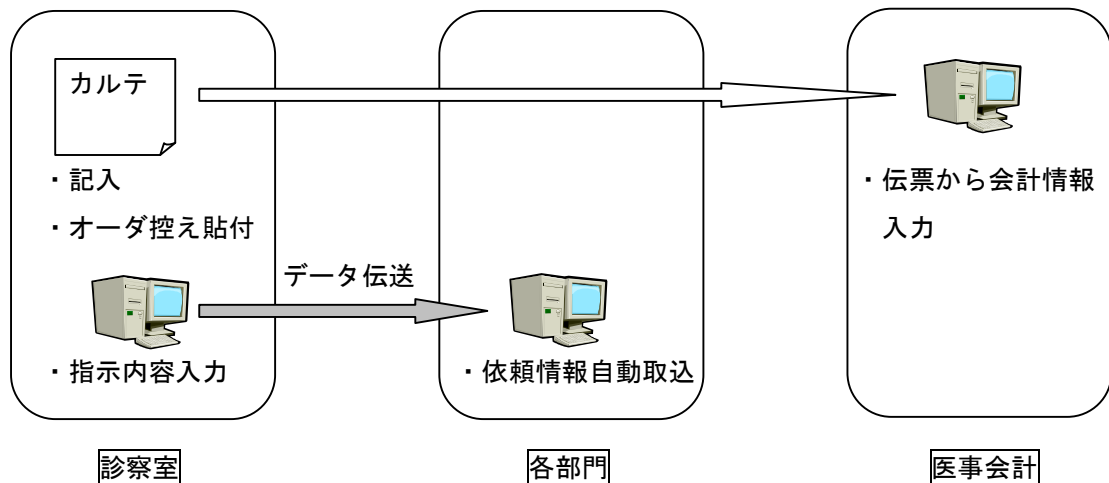 カルテ
・記入
・オーダ控え貼付
データ伝送
・指示内容入力
・依頼情報自動取込
・伝票から会計情報
入力
診察室
各部門
医事会計